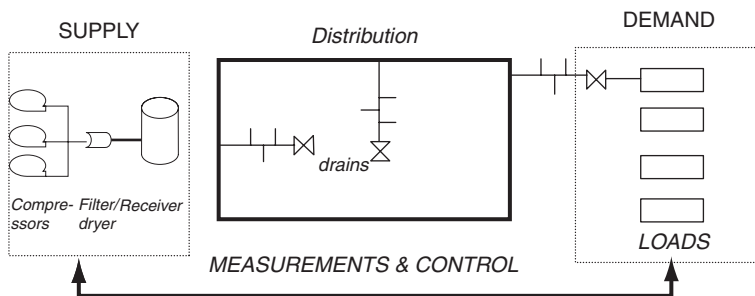 SUPPLY
Distribution
DEMAND
drains
Compre-
ssors
Filter/
dryer
Receiver
LOADS
MEASUREMENTS & CONTROL